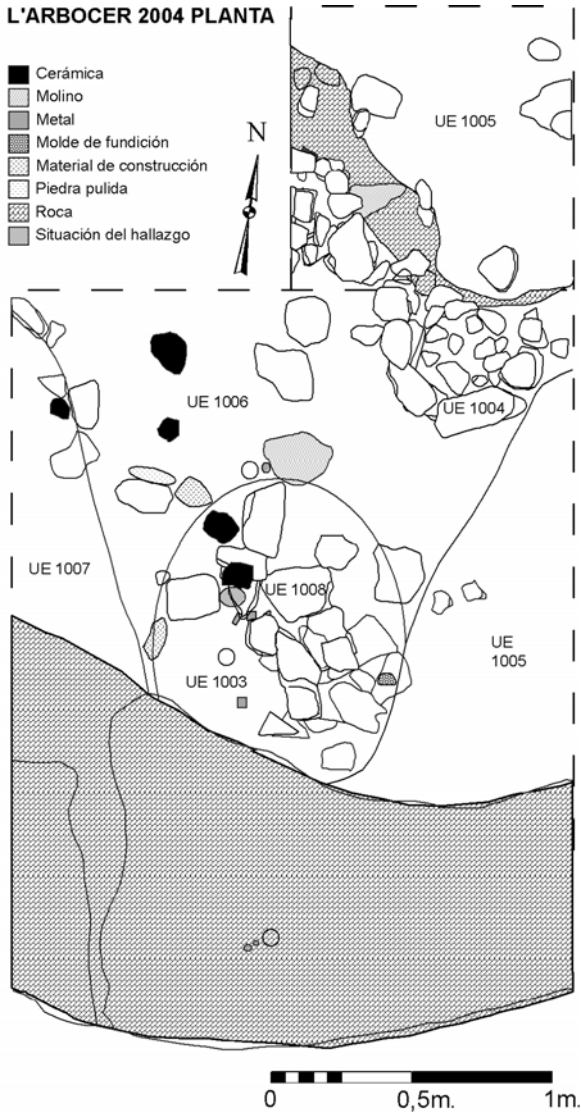 L'ARBOCER 2004 PLANTA
Cerámica
Molino
Metal
Molde de fundición
Material de construcción
Piedra pulida
Roca
Situación del hallazgo
N
UE 1005
UE 1006
UE 1004
UE 1007
UE 1008
UE
1005
UE 1003
0 0,5m. 1m.